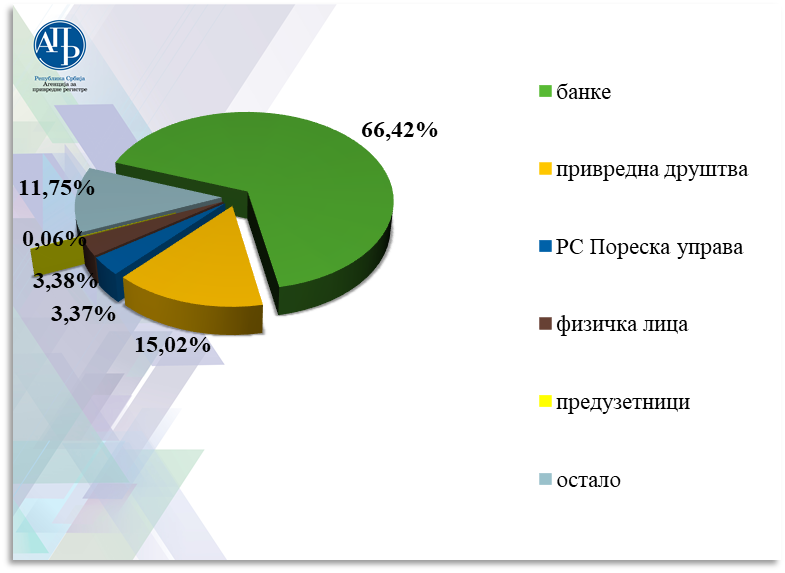 АПР
Република Србија
Агенција за
привредне регистре
66,42%
11,75%
0,06%
3,38%
3,37%
15,02%
банке
привредна друштва
РС Пореска управа
физичка лица
предузетници
остало